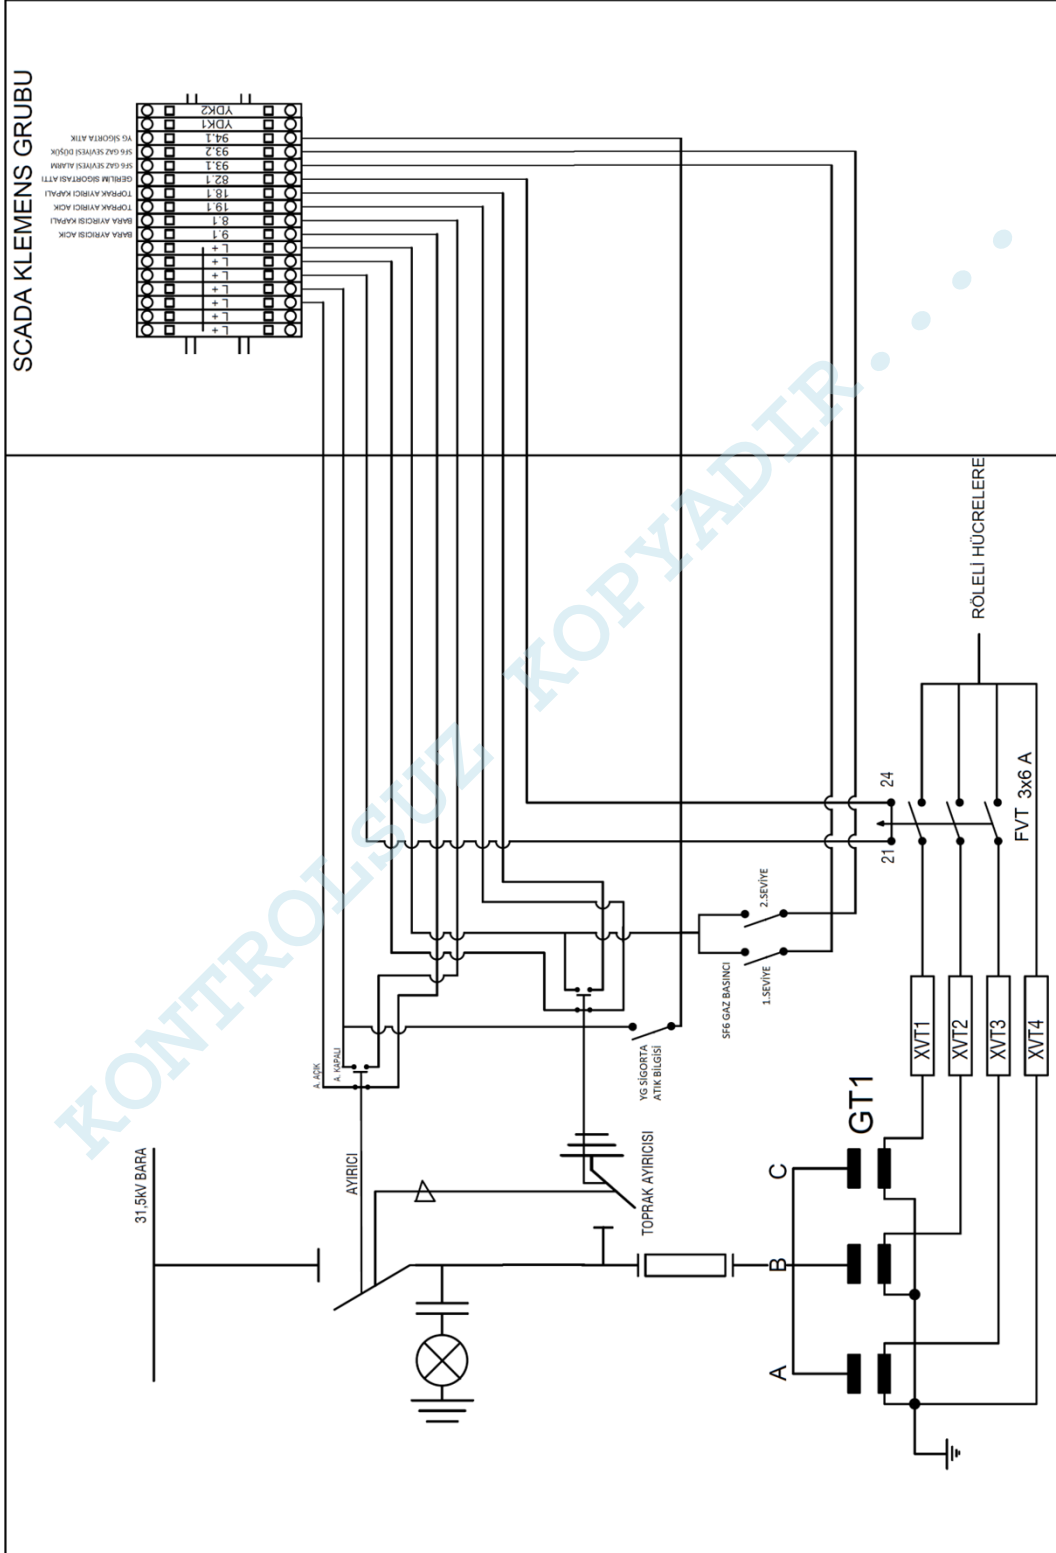 SCADA KLEMENS GRUBU
YDK2
YDK1
YG SİGORTA ATIK 94.1
SF6 GAZ SEVİYESİ DÜŞÜK 93.2
SF6 GAZ SEVİYESİ ALARM 93.1
GERİLİM SİGORTASI ATTI 82.1
TOPRAK AYIRICI KAPALI 18.1
TOPRAK AYIRICI ACIK 19.1
BARA AYIRICISI KAPALI 8.1
BARA AYIRICISI ACIK 9.1
L +
L +
L +
L +
L +
L +
L +
KONTROLSUZ KOPYADIR....
RÖLELİ HÜCRELERE
24
21
FVT 3x6 A
2.SEVİYE
1.SEVİYE
SF6 GAZ BASINCI
A. AÇIK
A. KAPALI
YG SİGORTA
ATIK BİLGİSİ
XVT1
XVT2
XVT3
XVT4
GT1
31,5kV BARA
AYIRICI
TOPRAK AYIRICISI
C
B
A